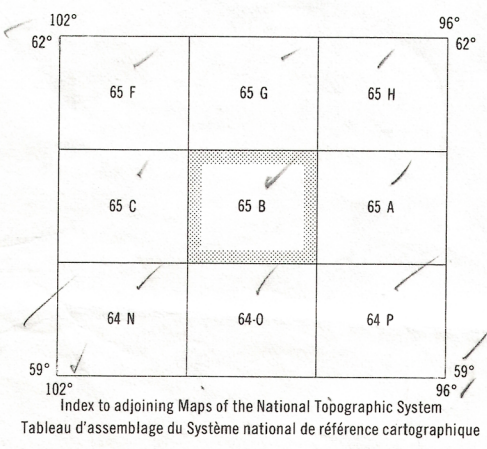 102° 96°
62° 62°
65 F 65 G 65 H
65 C 65 B 65 A
64 N 64-O 64 P
59° 59°
102° 96°
Index to adjoining Maps of the National Topographic System
Tableau d'assemblage du Système national de référence cartographique